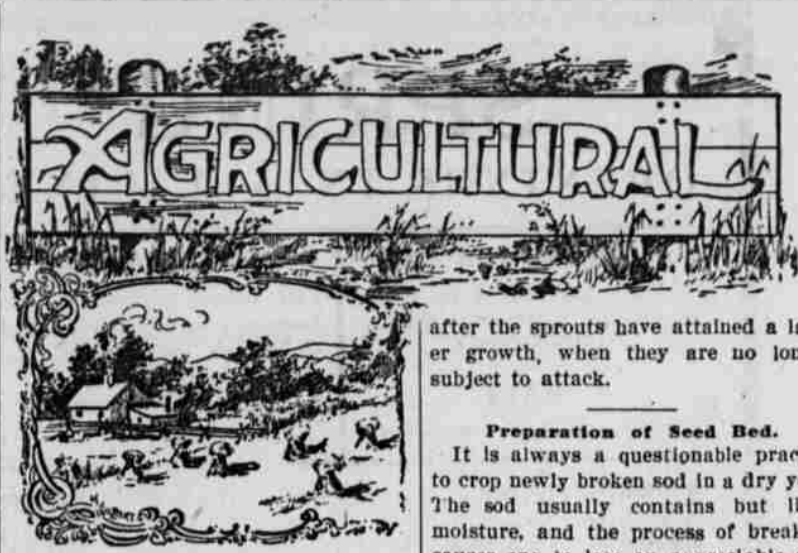 AGRICULTURAL
after the sprouts have attained a
er growth, when they are no
subject to attack.
Preparation of Seed Bed.
It is always a questionable
to crop newly broken sod in a dry
The sod usually contains but
moisture, and the process of